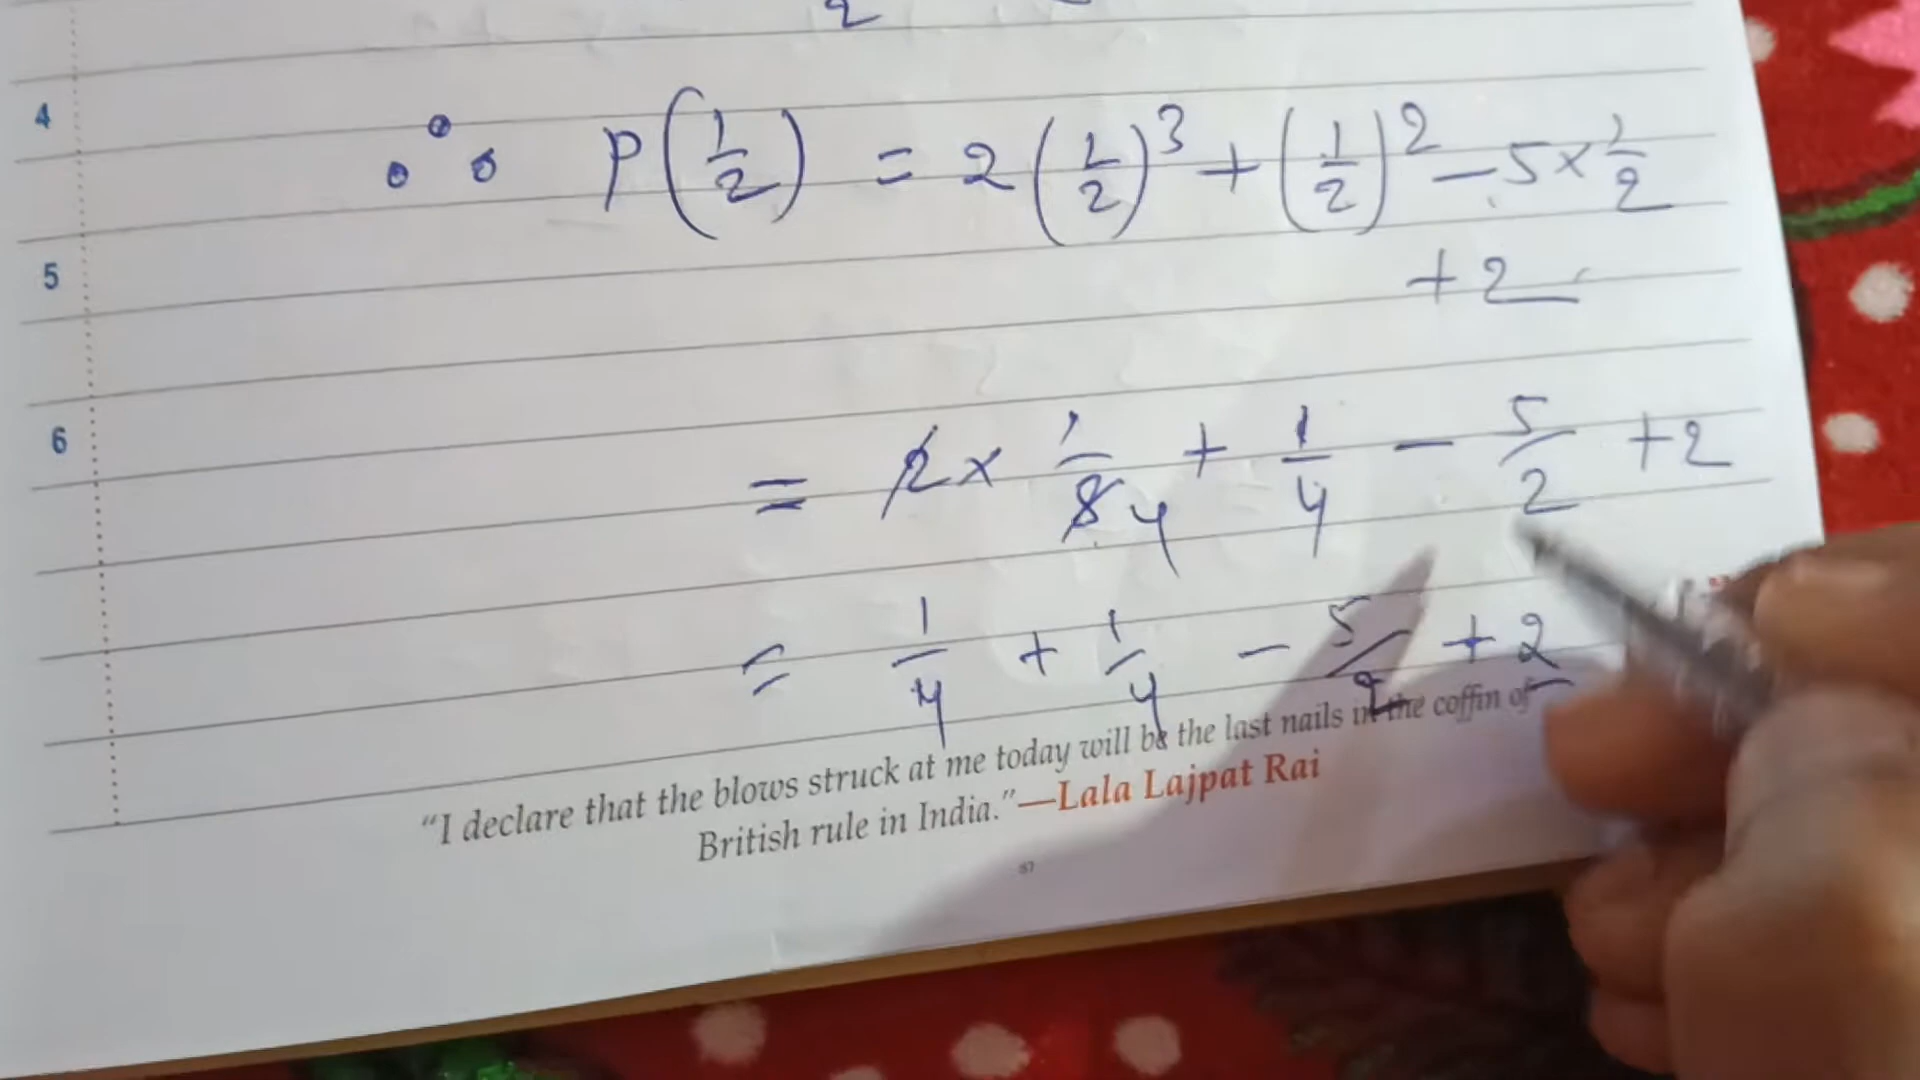 2
4
∴ P(1/2) = 2(1/2)³ + (1/2)² - 5 × 1/2
5
+ 2
6
= 2 × 1/8 4 + 1/4 - 5/2 + 2
= 1/4 + 1/4 - 5/2 + 2
“I declare that the blows struck at me today will be the last nails in the coffin of
British rule in India.”—Lala Lajpat Rai